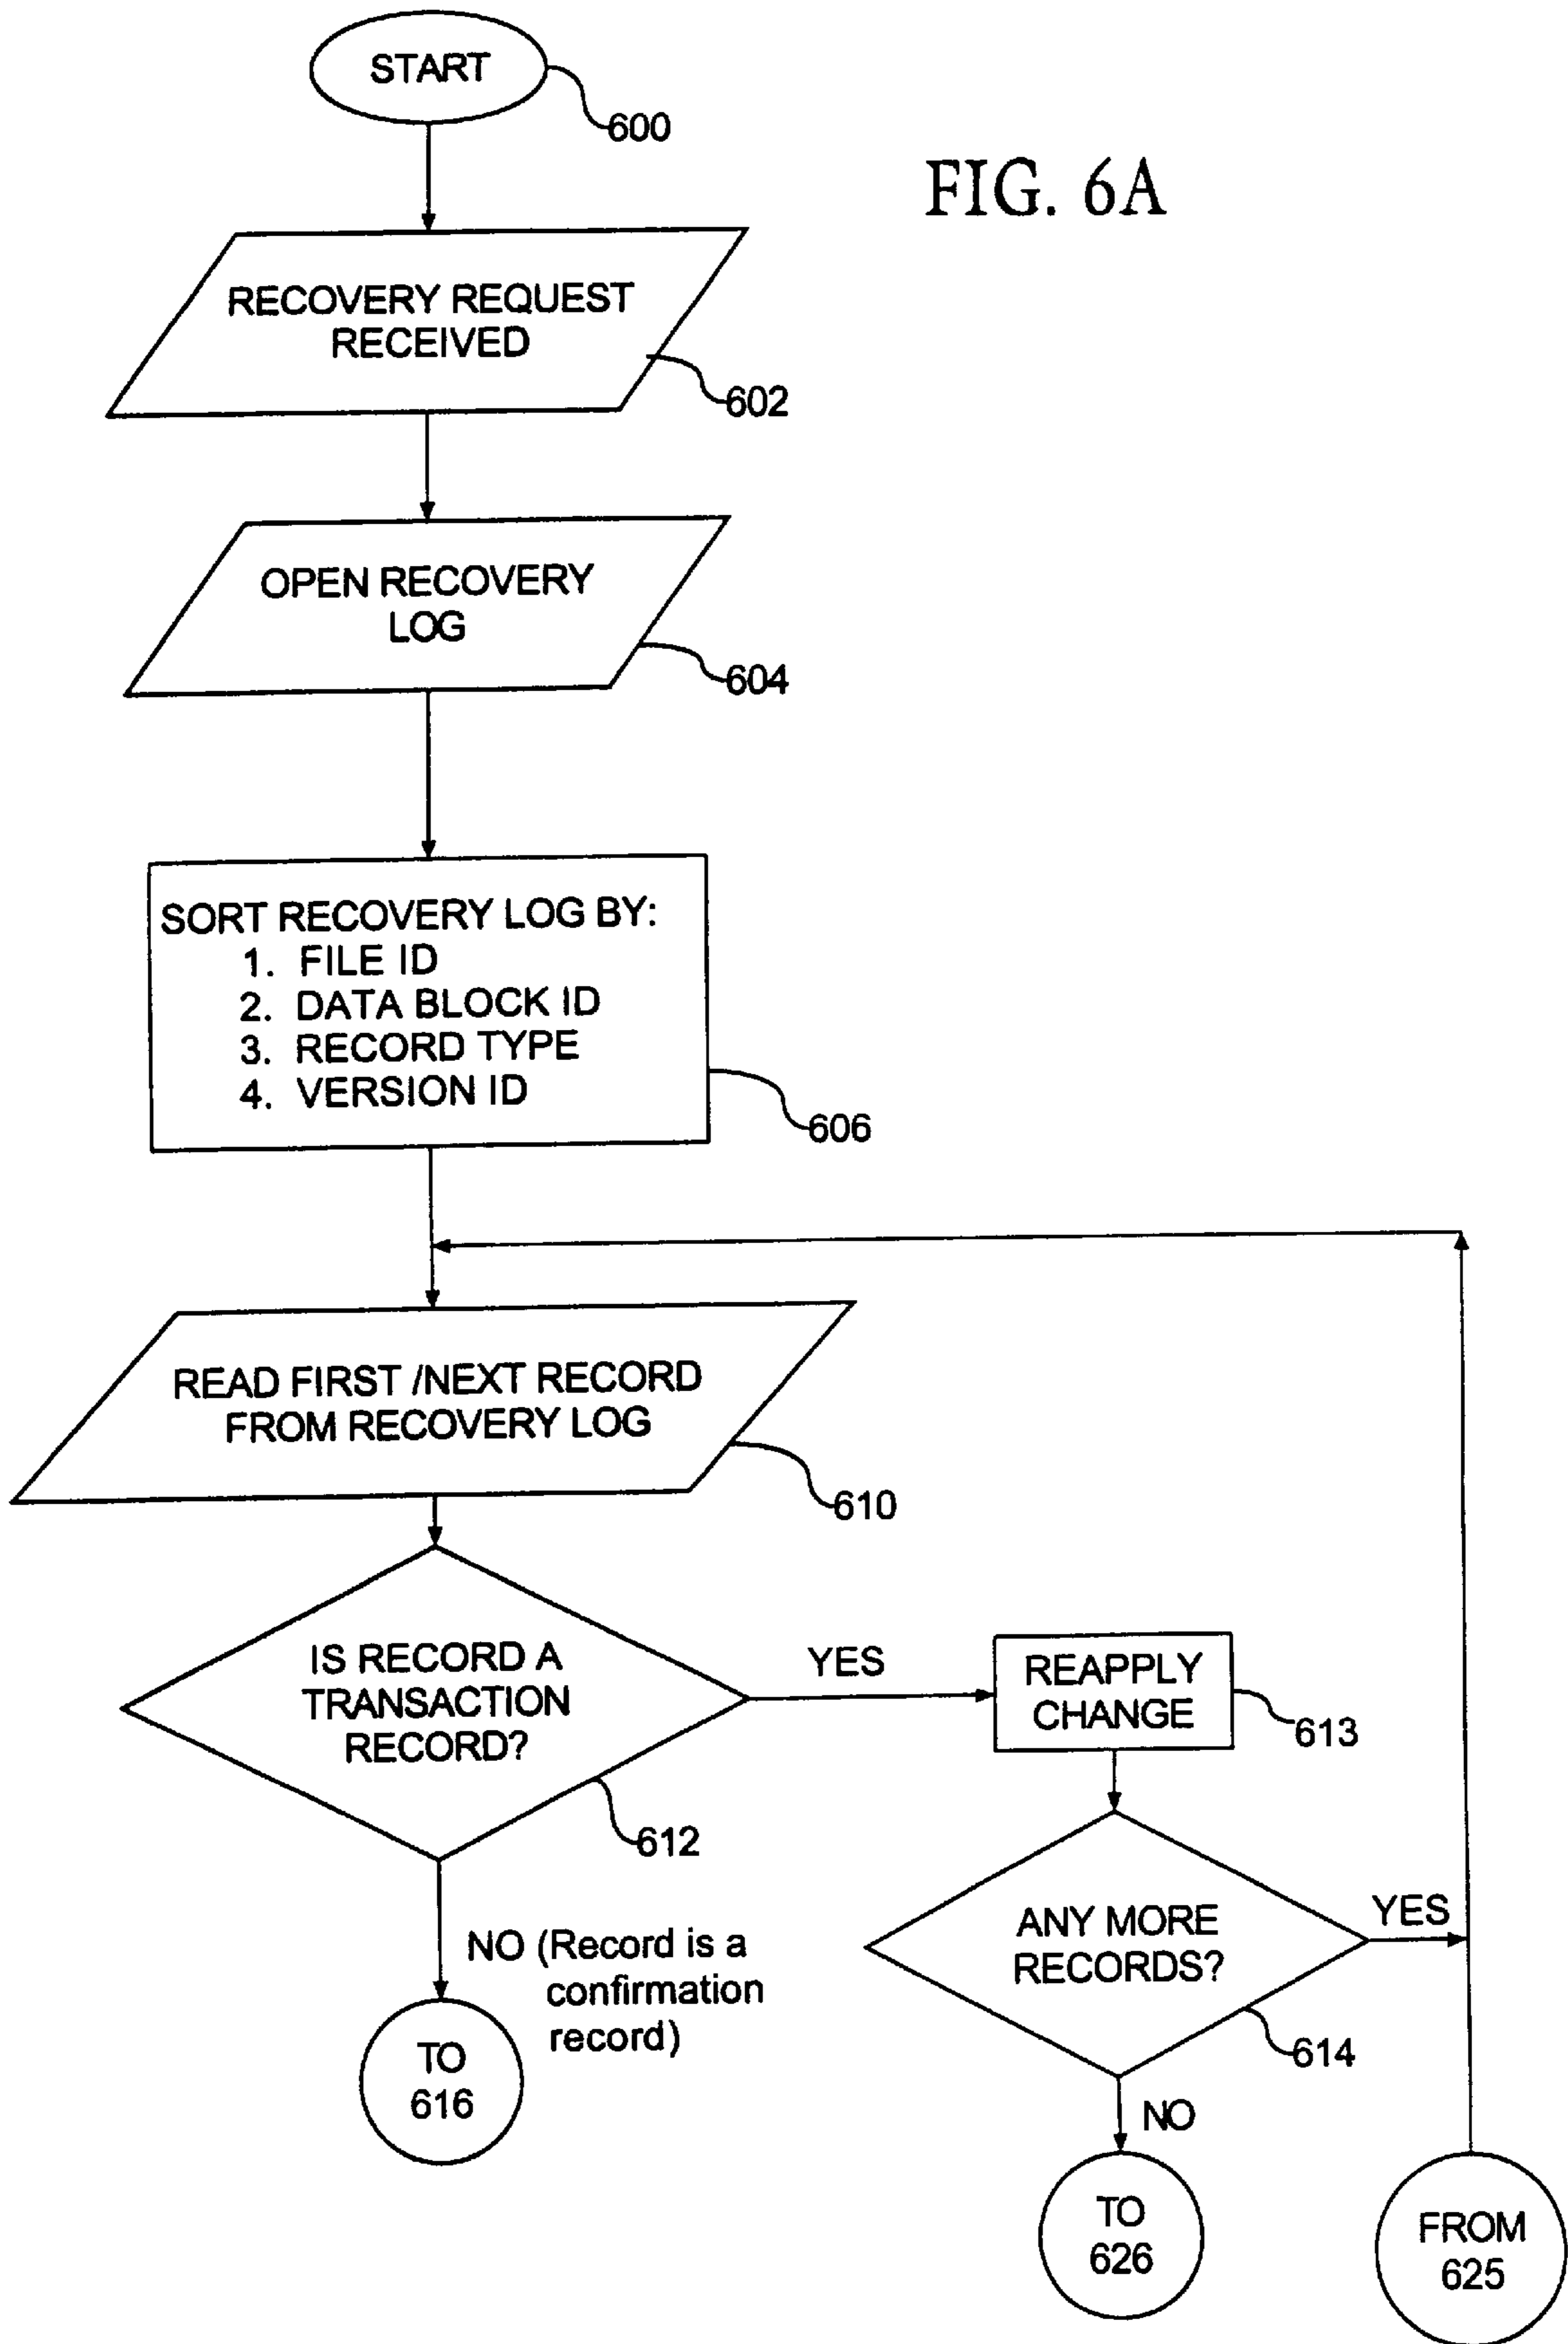 START
600
FIG. 6A
RECOVERY REQUEST
RECEIVED
602
OPEN RECOVERY
LOG
604
SORT RECOVERY LOG BY:
1. FILE ID
2. DATA BLOCK ID
3. RECORD TYPE
4. VERSION ID
606
READ FIRST /NEXT RECORD
FROM RECOVERY LOG
610
IS RECORD A
TRANSACTION
RECORD?
612
YES
REAPPLY
CHANGE
613
ANY MORE
RECORDS?
614
YES
NO (Record is a
confirmation
record)
TO
616
NO
TO
626
FROM
625